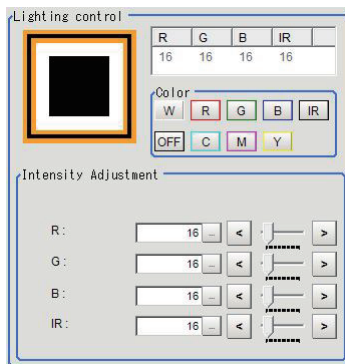 Lighting control
R G B IR
16 16 16 16
Color
W R G B IR
OFF C M Y
Intensity Adjustment
R: 16 ... < >
G: 16 ... < >
B: 16 ... < >
IR: 16 ... < >